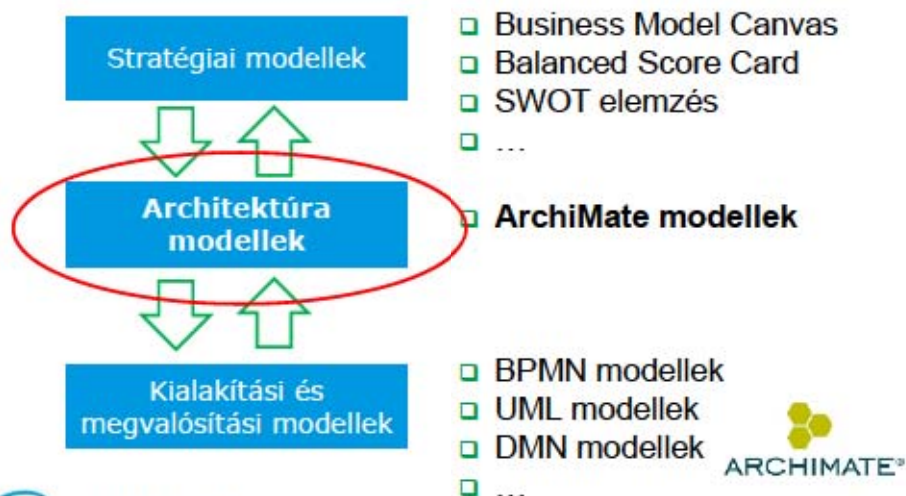 Stratégiai modellek
Business Model Canvas
Balanced Score Card
SWOT elemzés
...
Architektúra
modellek
ArchiMate modellek
Kialakítási és
megvalósítási modellek
BPMN modellek
UML modellek
DMN modellek
...
ARCHIMATE®